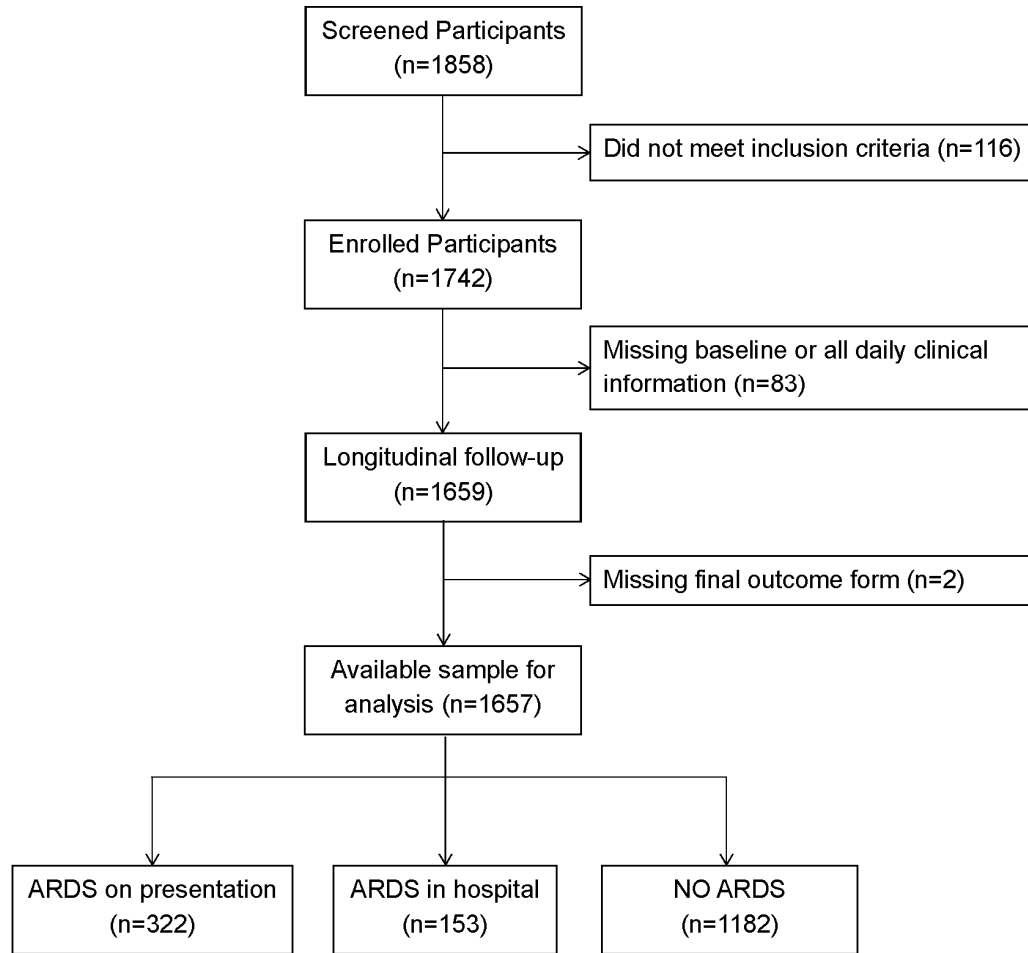 Screened Participants
(n=1858)
Did not meet inclusion criteria (n=116)
Enrolled Participants
(n=1742)
Missing baseline or all daily clinical
information (n=83)
Longitudinal follow-up
(n=1659)
Missing final outcome form (n=2)
Available sample for
analysis (n=1657)
ARDS on presentation
(n=322)
ARDS in hospital
(n=153)
NO ARDS
(n=1182)